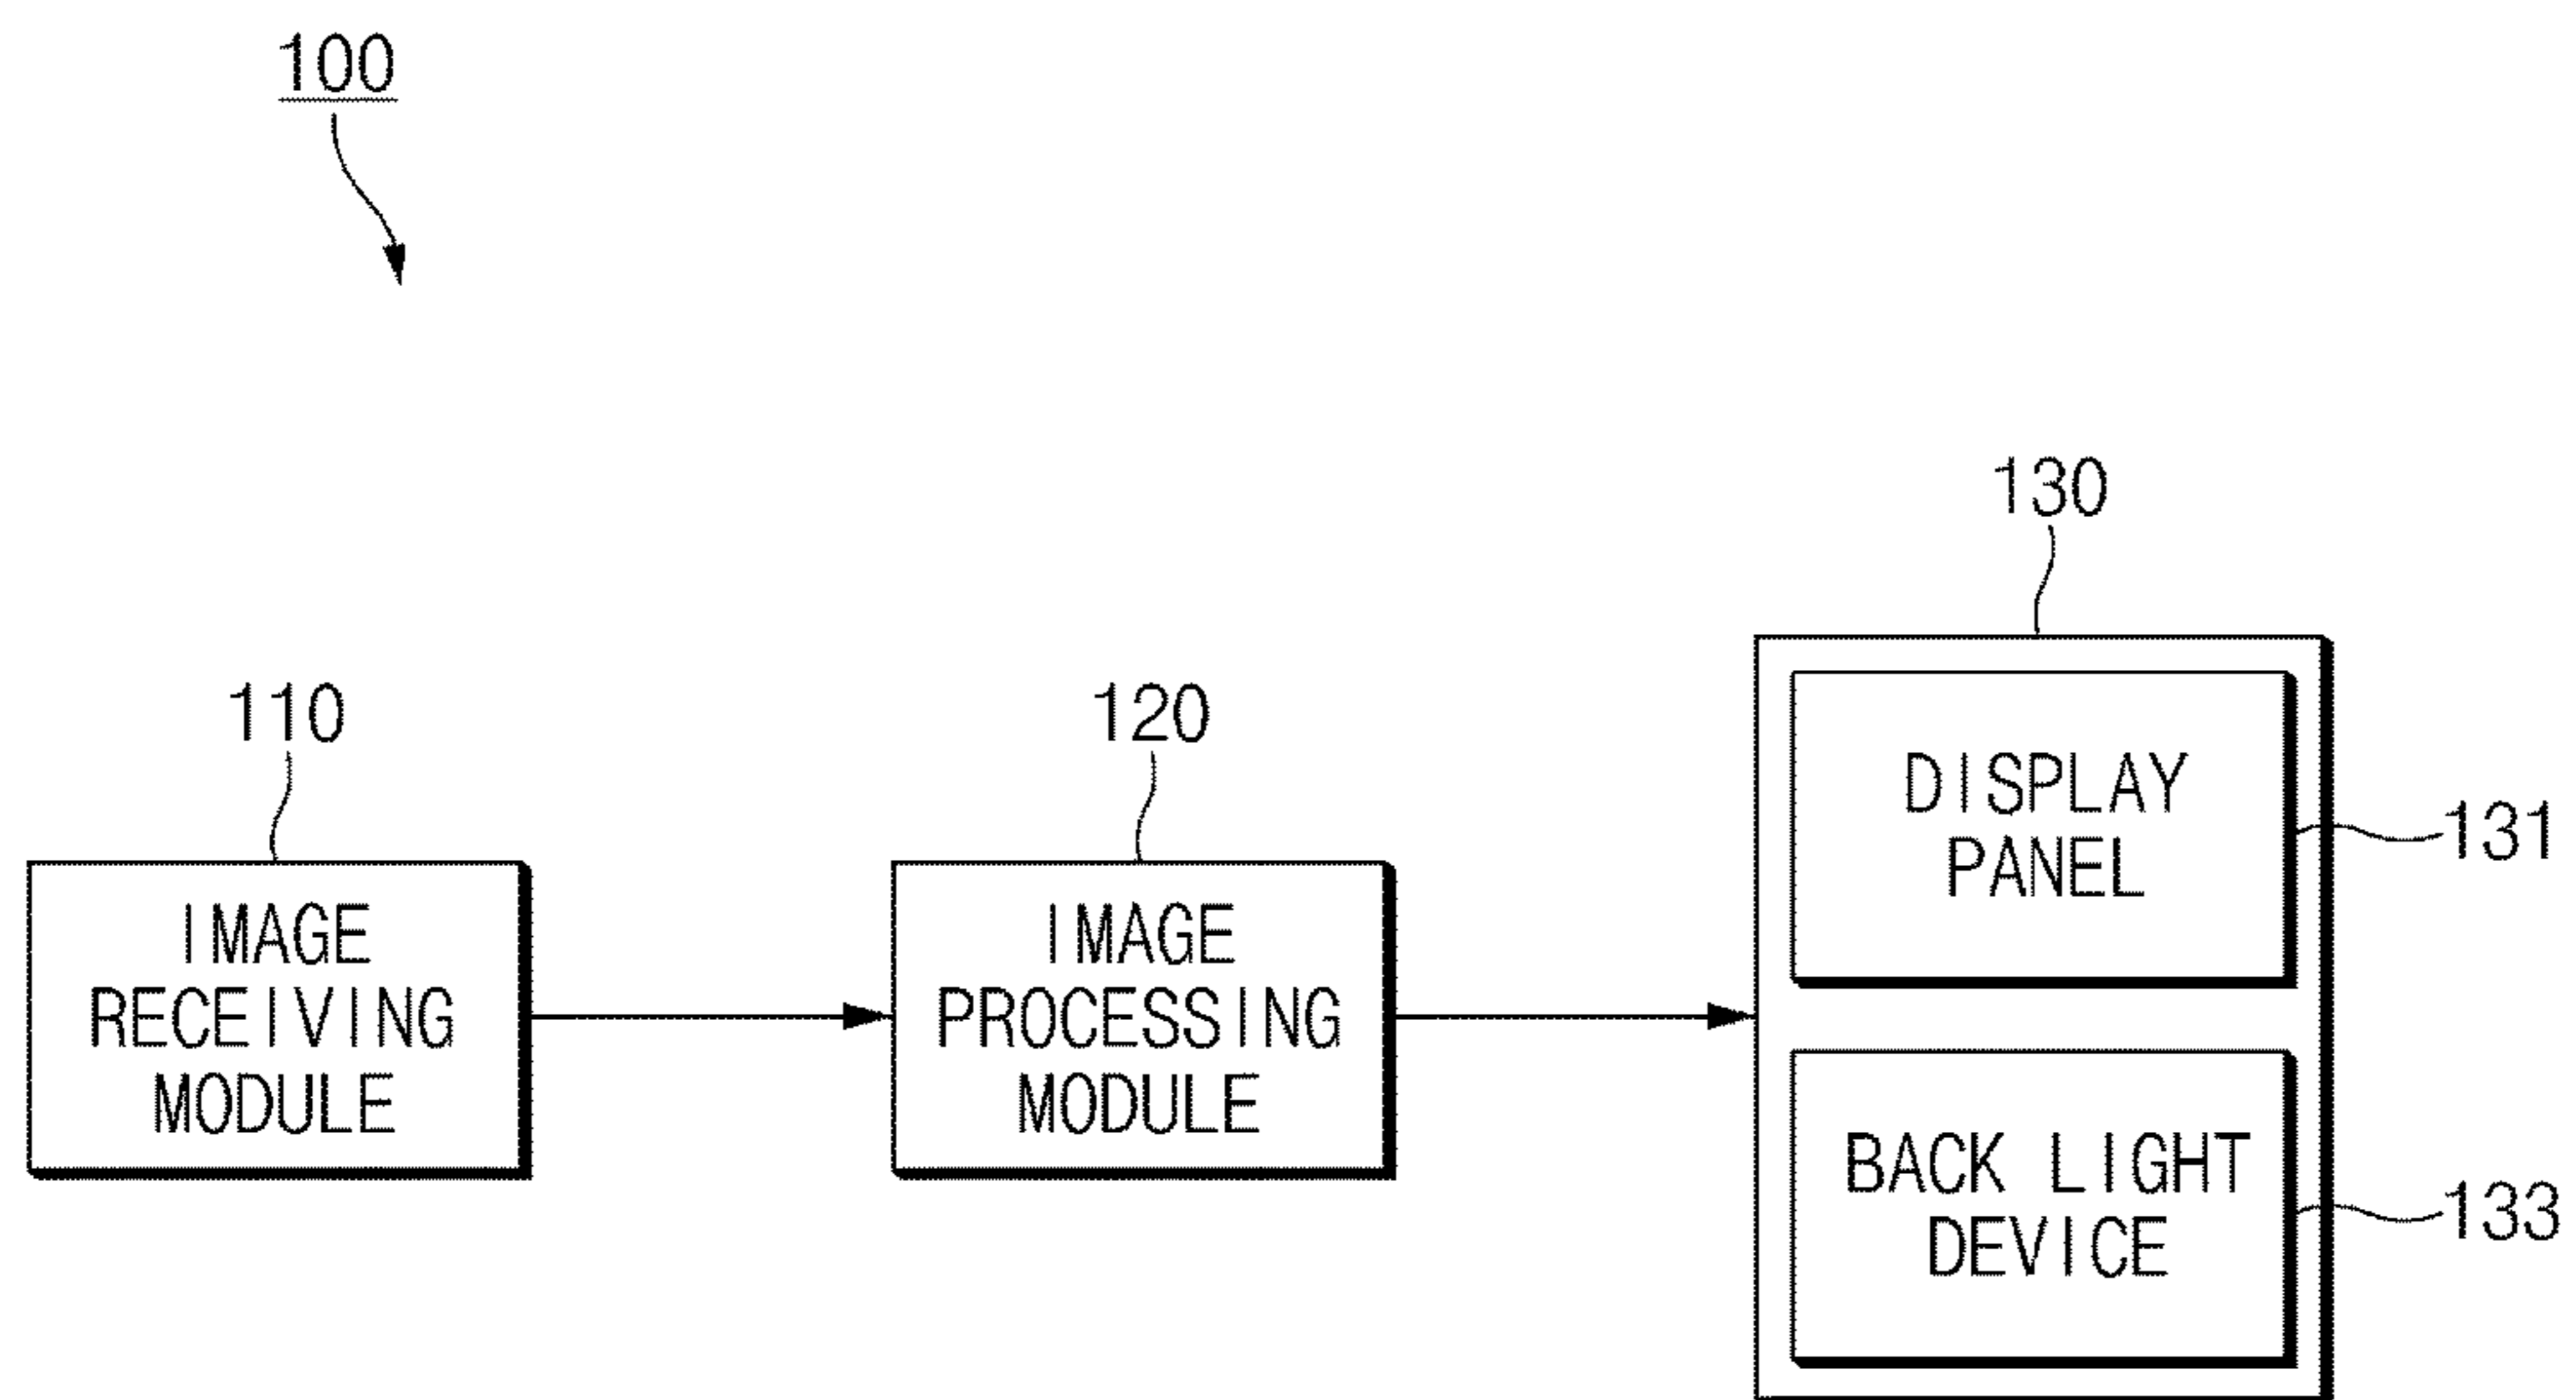 100
130
110
120
DISPLAY
PANEL
131
IMAGE
RECEIVING
MODULE
IMAGE
PROCESSING
MODULE
BACK LIGHT
DEVICE
133